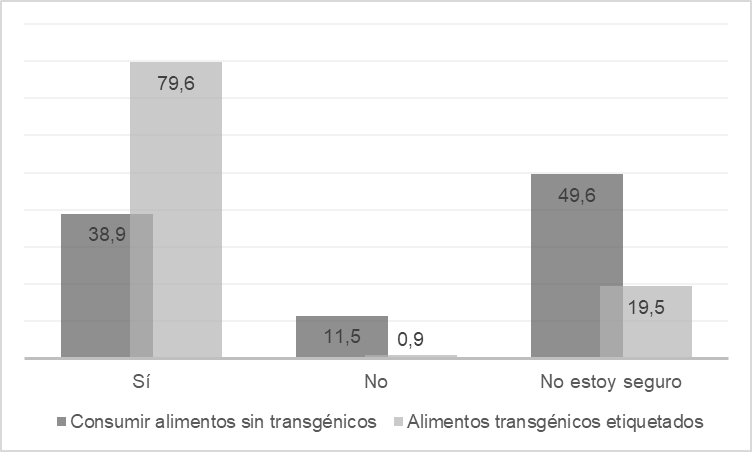 79,6
49,6
38,9
19,5
11,5
0,9
Sí
No
No estoy seguro
Consumir alimentos sin transgénicos
Alimentos transgénicos etiquetados